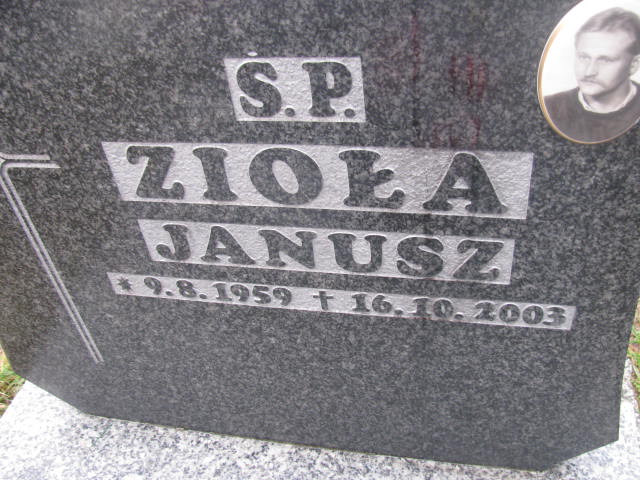 Ś.P.
ZIOŁA
JANUSZ
* 9.8.1959 † 16.10.2003